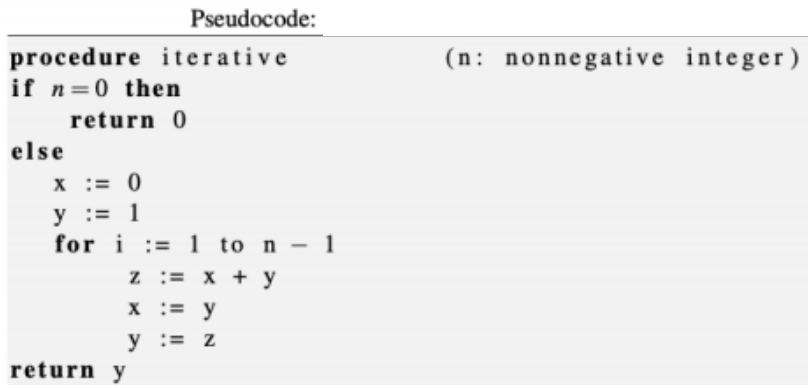 Pseudocode:
procedure iterative (n: nonnegative integer)
if n=0 then
return 0
else
x := 0
y := 1
for i := 1 to n − 1
z := x + y
x := y
y := z
return y